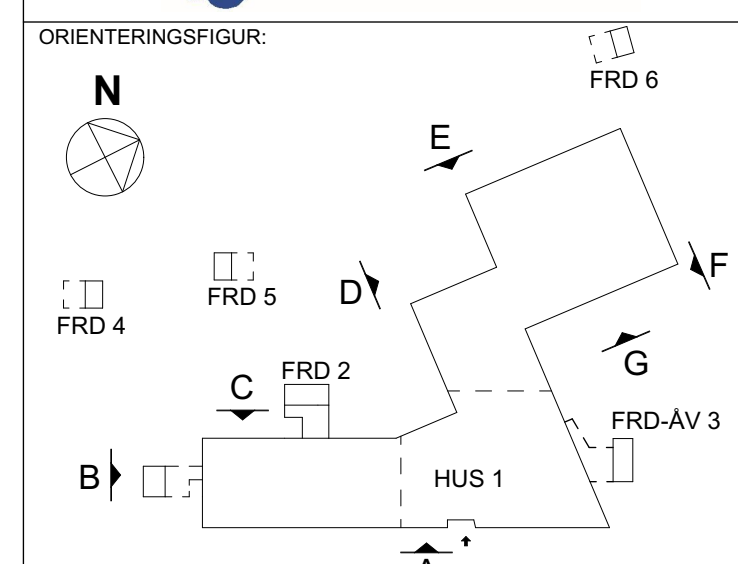 ORIENTERINGSFIGUR:
FRD 6
N
E
F
D
FRD 5
FRD 4
G
FRD 2
C
FRD-ÅV 3
B
HUS 1
A